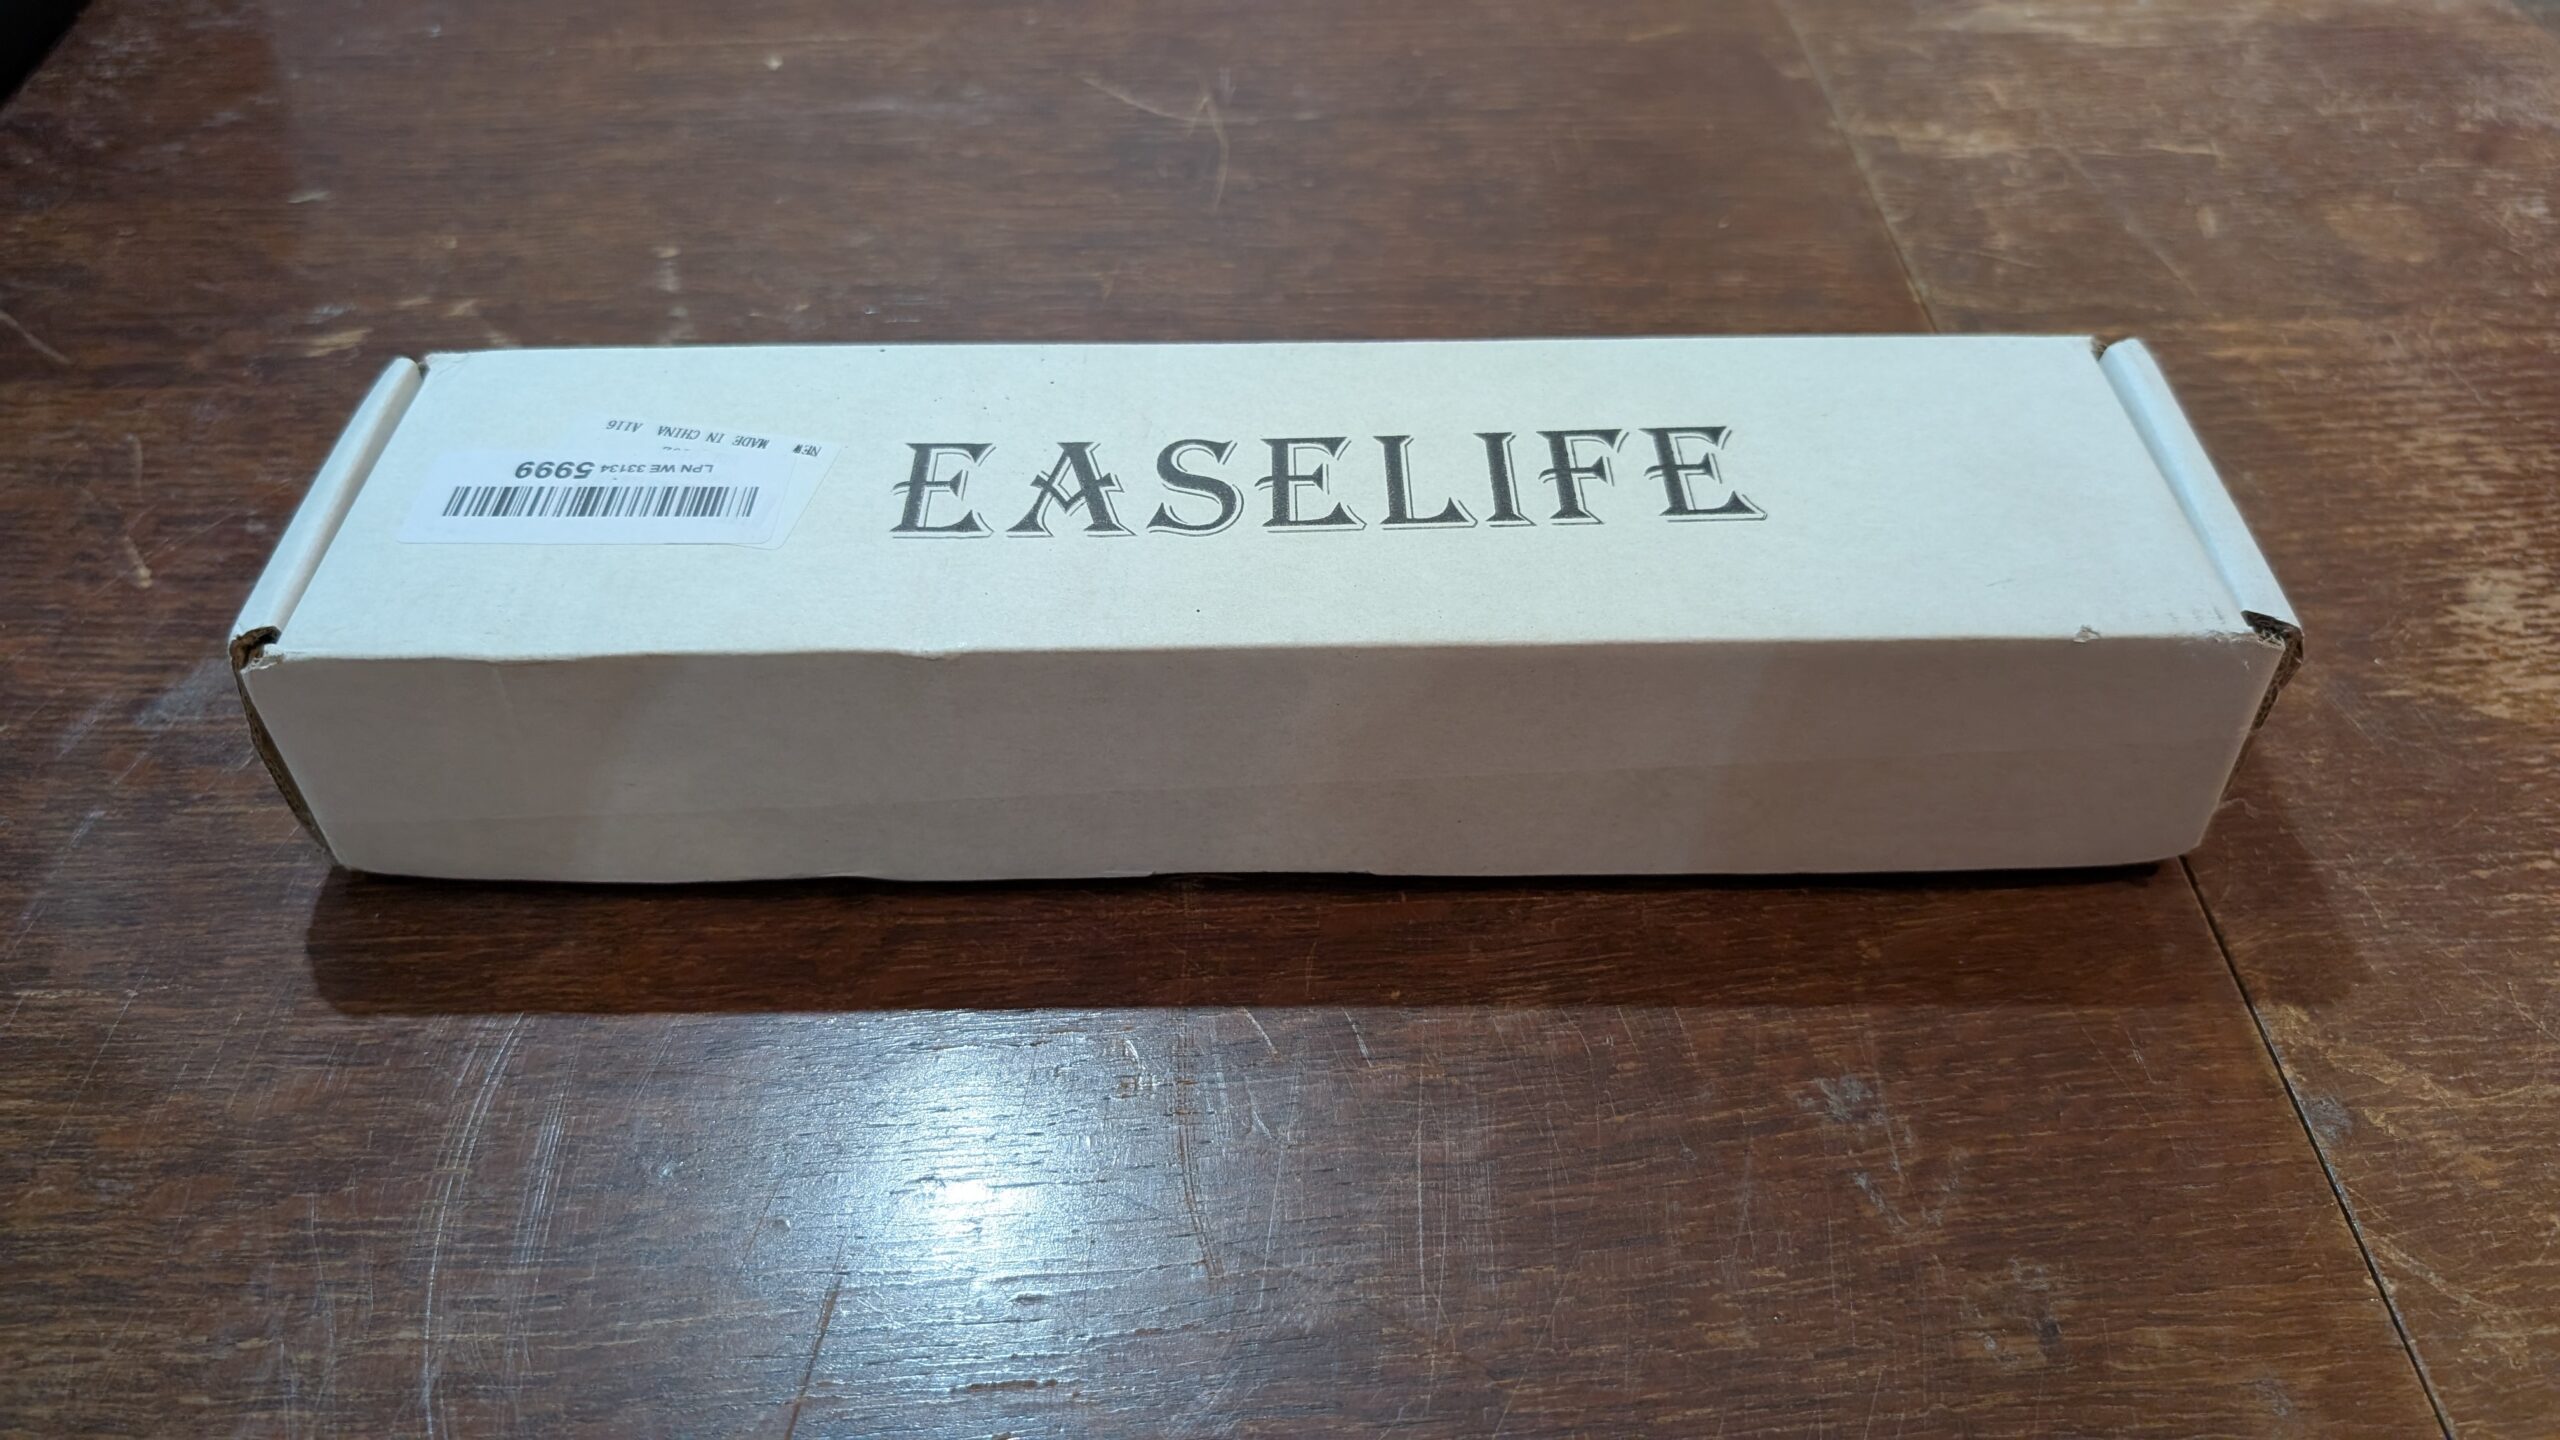 EASELIFE
NEW MADE IN CHINA A116
LPN WE 33134 5999